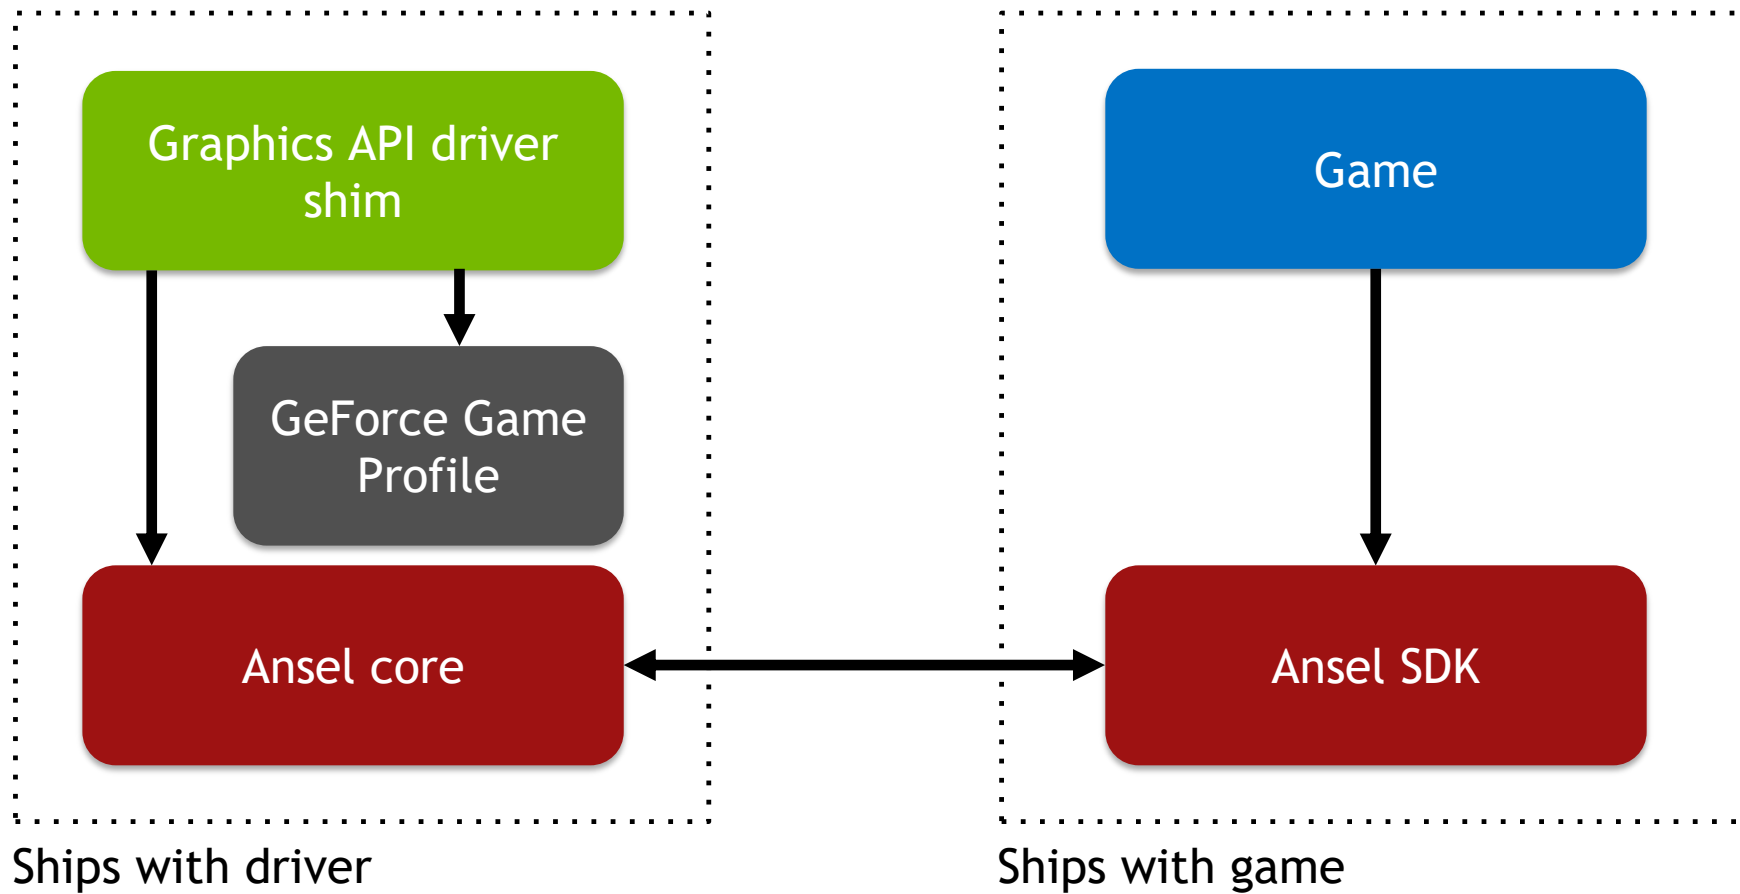 Graphics API driver
shim
GeForce Game
Profile
Ansel core
Ships with driver
Game
Ansel SDK
Ships with game